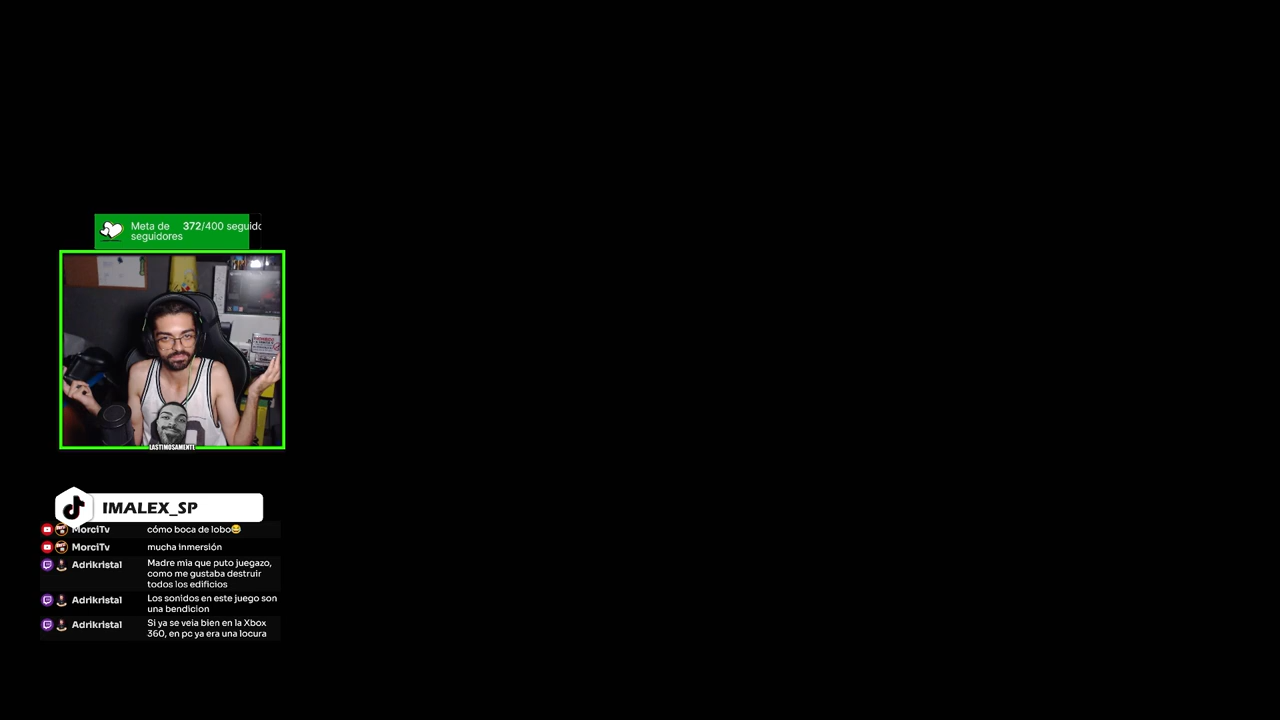 Meta de seguidores
372/400 seguido
LASTIMOSAMENTE
IMALEX_SP
MorciTv cómo boca de lobo😂
MorciTv mucha inmersión
Adrikristal Madre mia que puto juegazo,
como me gustaba destruir
todos los edificios
Adrikristal Los sonidos en este juego son
una bendicion
Adrikristal Si ya se veia bien en la Xbox
360, en pc ya era una locura